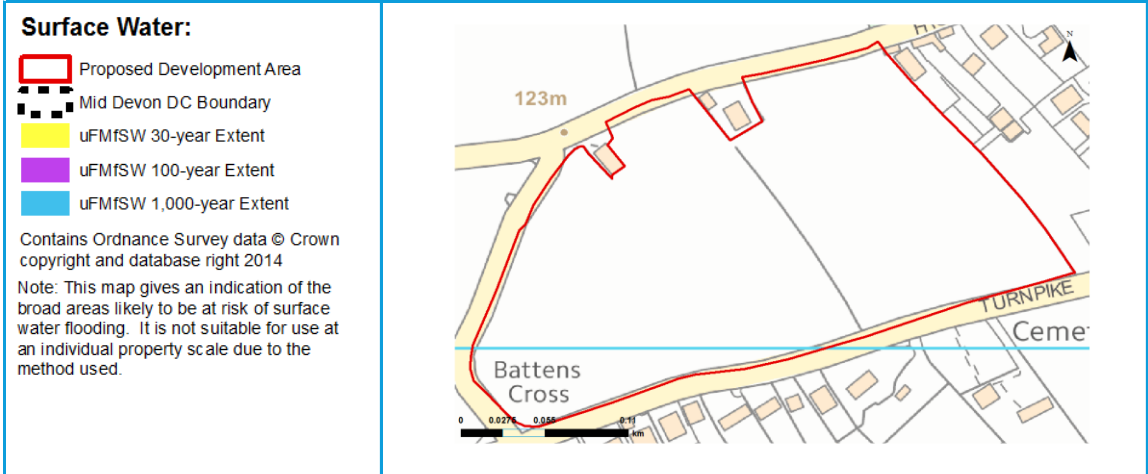 Surface Water:
Proposed Development Area
Mid Devon DC Boundary
uFMfSW 30-year Extent
uFMfSW 100-year Extent
uFMfSW 1,000-year Extent
Contains Ordnance Survey data © Crown
copyright and database right 2014
Note: This map gives an indication of the
broad areas likely to be at risk of surface
water flooding. It is not suitable for use at
an individual property scale due to the
method used.
N
123m
TURNPIKE
Ceme
Battens
Cross
0 0.0275 0.055 0.11
km